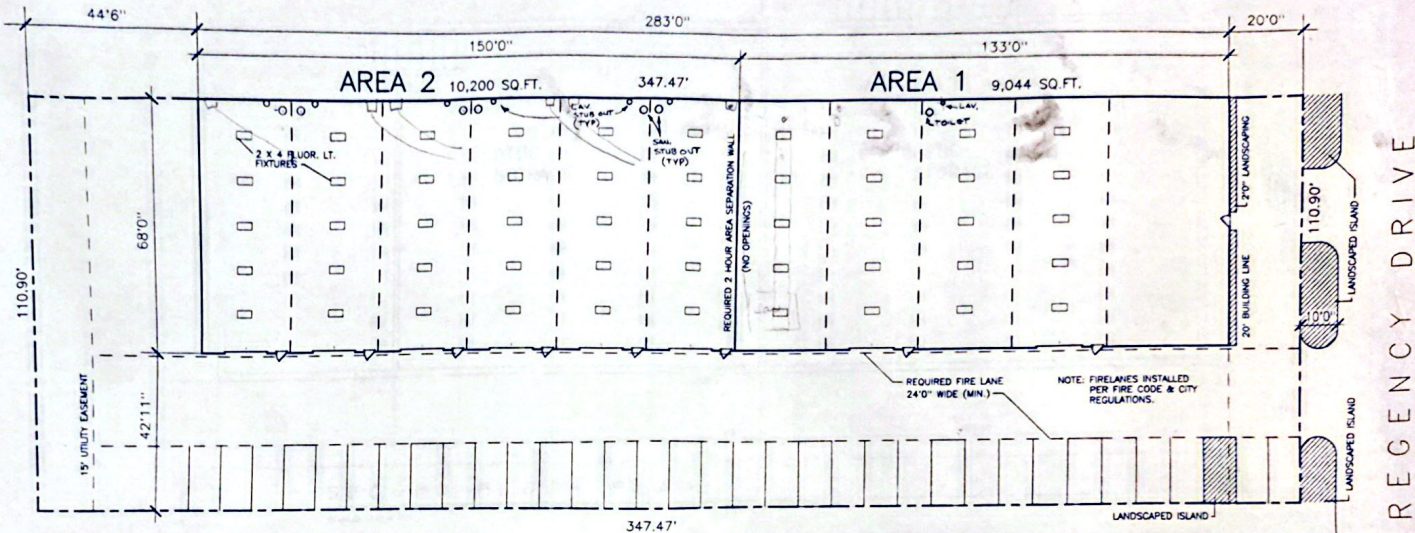 44'6"
283'0"
20'0"
150'0"
133'0"
AREA 2 10,200 SQ.FT.
347.47'
AREA 1 9,044 SQ.FT.
LAV.
STUB OUT
(TYP)
STUB OUT
(TYP)
LAV.
TOILET
2 X 4 FLUOR. LT.
FIXTURES
68'0"
110.90'
REQUIRED 2 HOUR AREA SEPARATION WALL
(NO OPENINGS)
2'0" LANDSCAPING
20' BUILDING LINE
110.90'
LANDSCAPED ISLAND
10'0"
REGENCY DRIVE
15' UTILITY EASEMENT
42'11"
REQUIRED FIRE LANE
24'0" WIDE (MIN.)
NOTE: FIRELANES INSTALLED
PER FIRE CODE & CITY
REGULATIONS.
LANDSCAPED ISLAND
LANDSCAPED ISLAND
347.47'